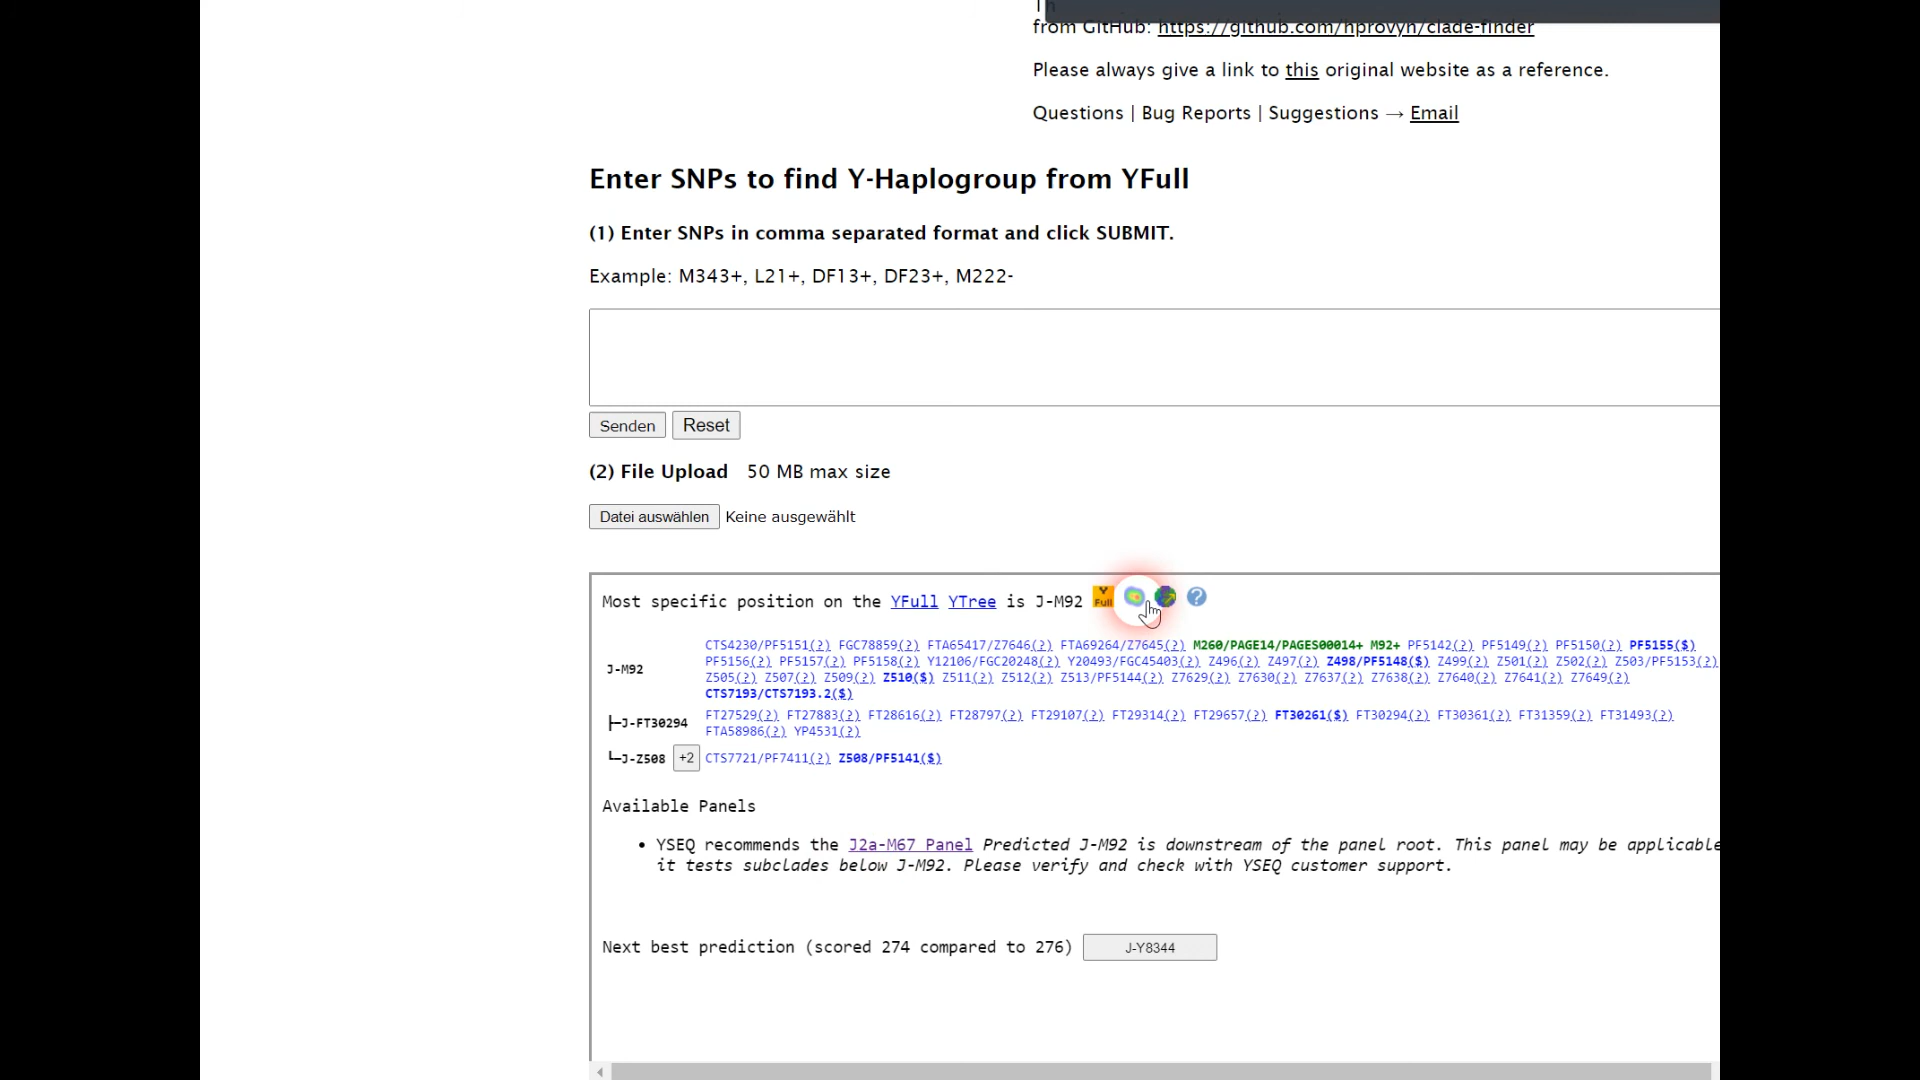 from GitHub: https://github.com/hprovyn/clade-finder
Please always give a link to this original website as a reference.
Questions | Bug Reports | Suggestions → Email
Enter SNPs to find Y-Haplogroup from YFull
(1) Enter SNPs in comma separated format and click SUBMIT.
Example: M343+, L21+, DF13+, DF23+, M222-
Senden Reset
(2) File Upload 50 MB max size
Datei auswählen Keine ausgewählt
Most specific position on the YFull YTree is J-M92 Y Full ?
CTS4230/PF5151(?) FGC78859(?) FTA65417/Z7646(?) FTA69264/Z7645(?) M260/PAGE14/PAGES00014+ M92+ PF5142(?) PF5149(?) PF5150(?) PF5155($)
J-M92 PF5156(?) PF5157(?) PF5158(?) Y12106/FGC20248(?) Y20493/FGC45403(?) Z496(?) Z497(?) Z498/PF5148($) Z499(?) Z501(?) Z502(?) Z503/PF5153(?)
Z505(?) Z507(?) Z509(?) Z510($) Z511(?) Z512(?) Z513/PF5144(?) Z7629(?) Z7630(?) Z7637(?) Z7638(?) Z7640(?) Z7641(?) Z7649(?)
CTS7193/CTS7193.2($)
├─J-FT30294 FT27529(?) FT27883(?) FT28616(?) FT28797(?) FT29107(?) FT29314(?) FT29657(?) FT30261($) FT30294(?) FT30361(?) FT31359(?) FT31493(?)
FTA58986(?) YP4531(?)
└─J-Z508 +2 CTS7721/PF7411(?) Z508/PF5141($)
Available Panels
• YSEQ recommends the J2a-M67 Panel Predicted J-M92 is downstream of the panel root. This panel may be applicable
it tests subclades below J-M92. Please verify and check with YSEQ customer support.
Next best prediction (scored 274 compared to 276) J-Y8344